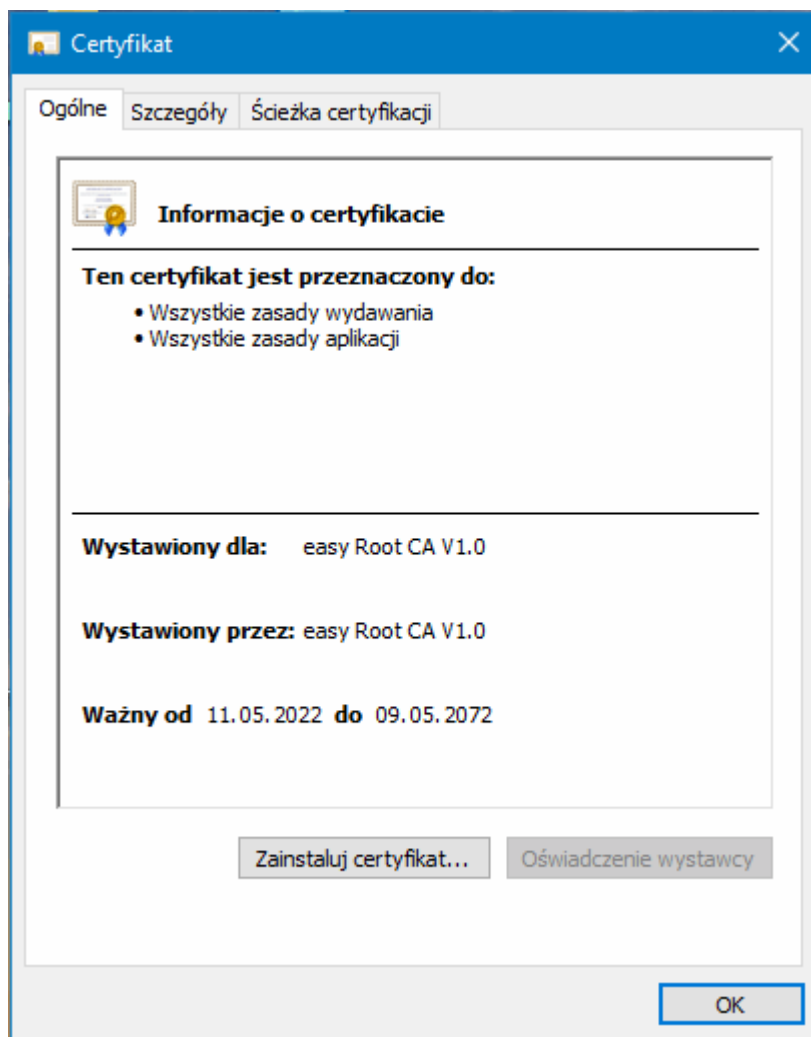 Certyfikat
Ogólne Szczegóły Ścieżka certyfikacji
Informacje o certyfikacie
Ten certyfikat jest przeznaczony do:
• Wszystkie zasady wydawania
• Wszystkie zasady aplikacji
Wystawiony dla: easy Root CA V1.0
Wystawiony przez: easy Root CA V1.0
Ważny od 11.05.2022 do 09.05.2072
Zainstaluj certyfikat... Oświadczenie wystawcy
OK